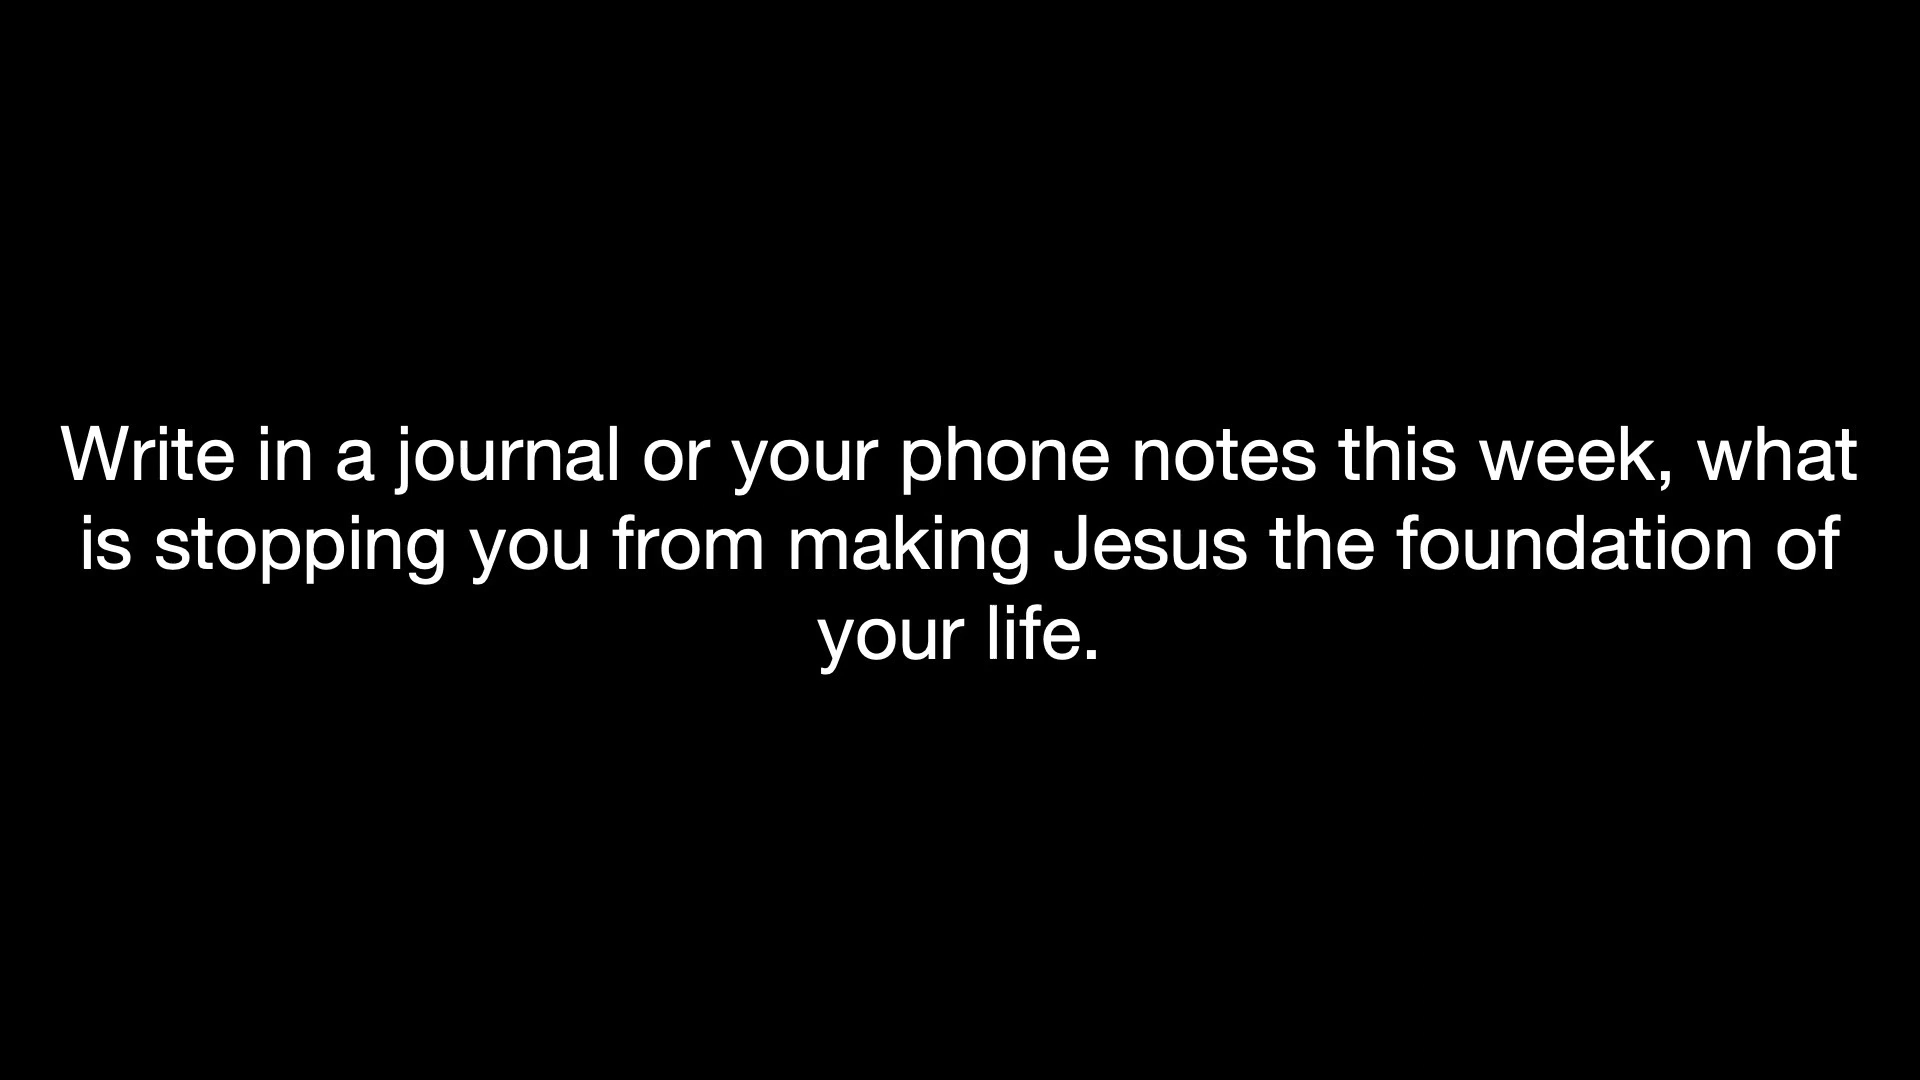 Write in a journal or your phone notes this week, what
is stopping you from making Jesus the foundation of
your life.